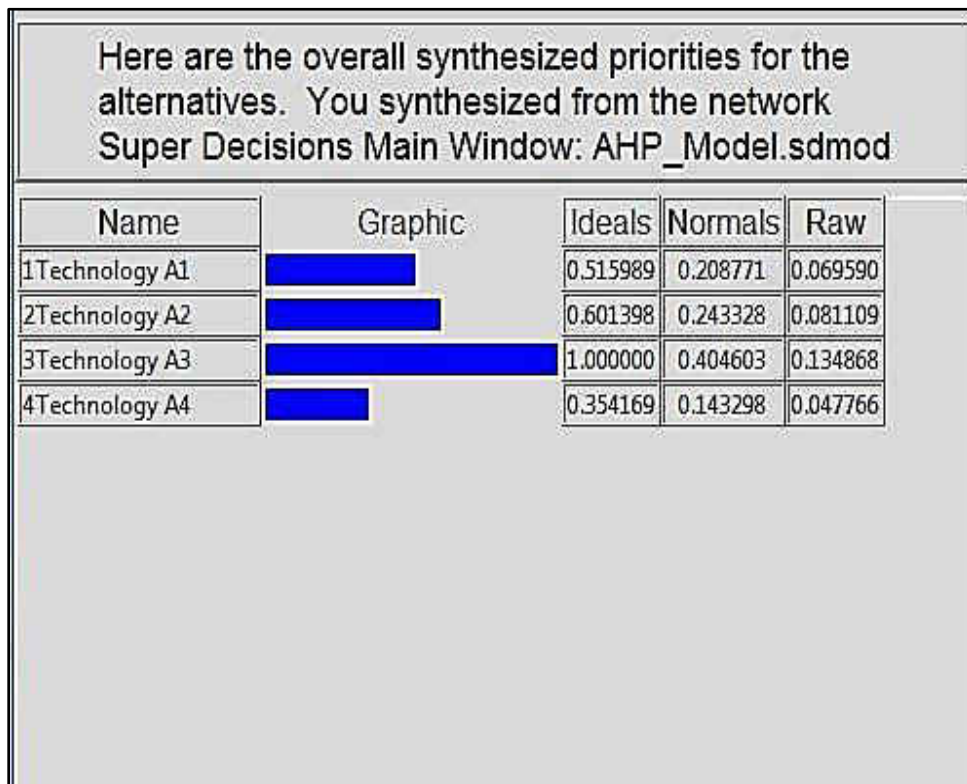 Here are the overall synthesized priorities for the
alternatives.  You synthesized from the network
Super Decisions Main Window: AHP_Model.sdmod
Name Graphic Ideals Normals Raw
1Technology A1 0.515989 0.208771 0.069590
2Technology A2 0.601398 0.243328 0.081109
3Technology A3 1.000000 0.404603 0.134868
4Technology A4 0.354169 0.143298 0.047766